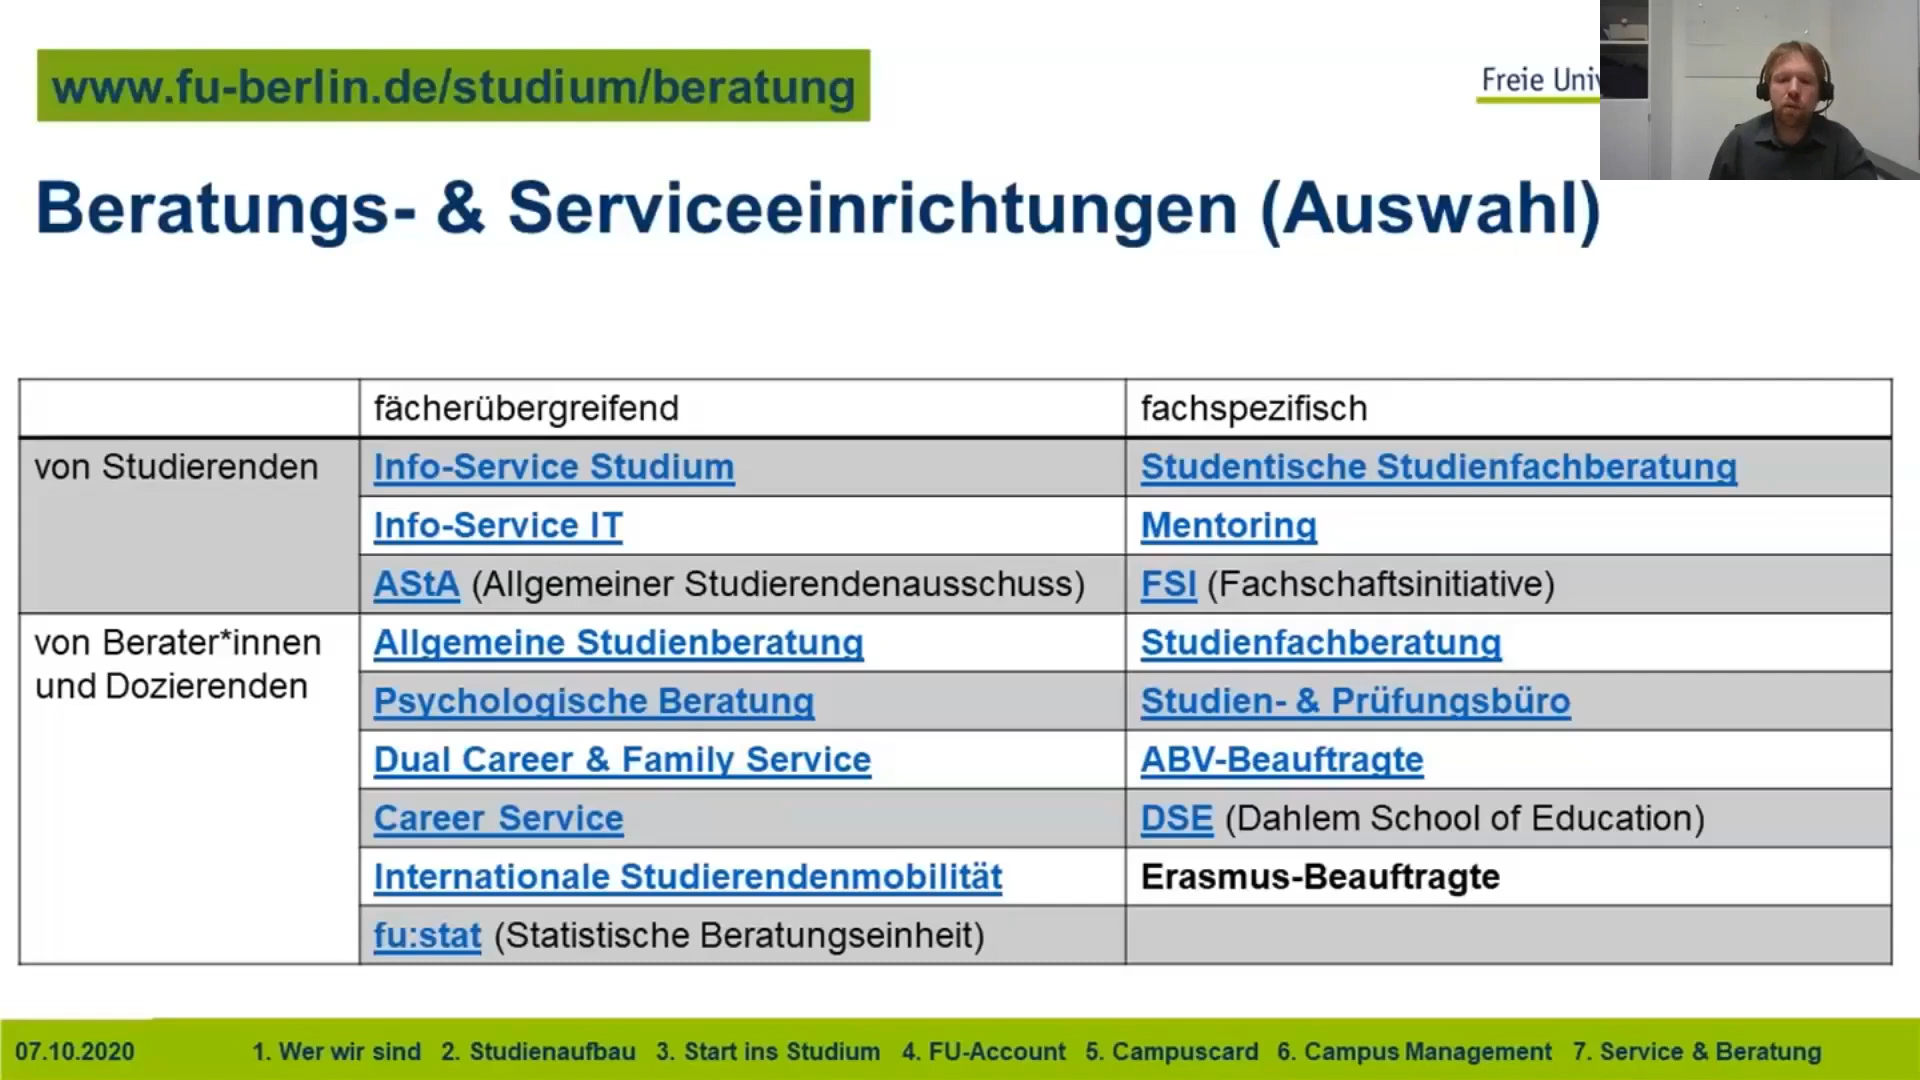 www.fu-berlin.de/studium/beratung
Freie Univ
Beratungs- & Serviceeinrichtungen (Auswahl)
fächerübergreifend fachspezifisch
von Studierenden Info-Service Studium Studentische Studienfachberatung
Info-Service IT Mentoring
AStA (Allgemeiner Studierendenausschuss) FSI (Fachschaftsinitiative)
von Berater*innen Allgemeine Studienberatung Studienfachberatung
und Dozierenden Psychologische Beratung Studien- & Prüfungsbüro
Dual Career & Family Service ABV-Beauftragte
Career Service DSE (Dahlem School of Education)
Internationale Studierendenmobilität Erasmus-Beauftragte
fu:stat (Statistische Beratungseinheit)
07.10.2020 1. Wer wir sind 2. Studienaufbau 3. Start ins Studium 4. FU-Account 5. Campuscard 6. Campus Management 7. Service & Beratung